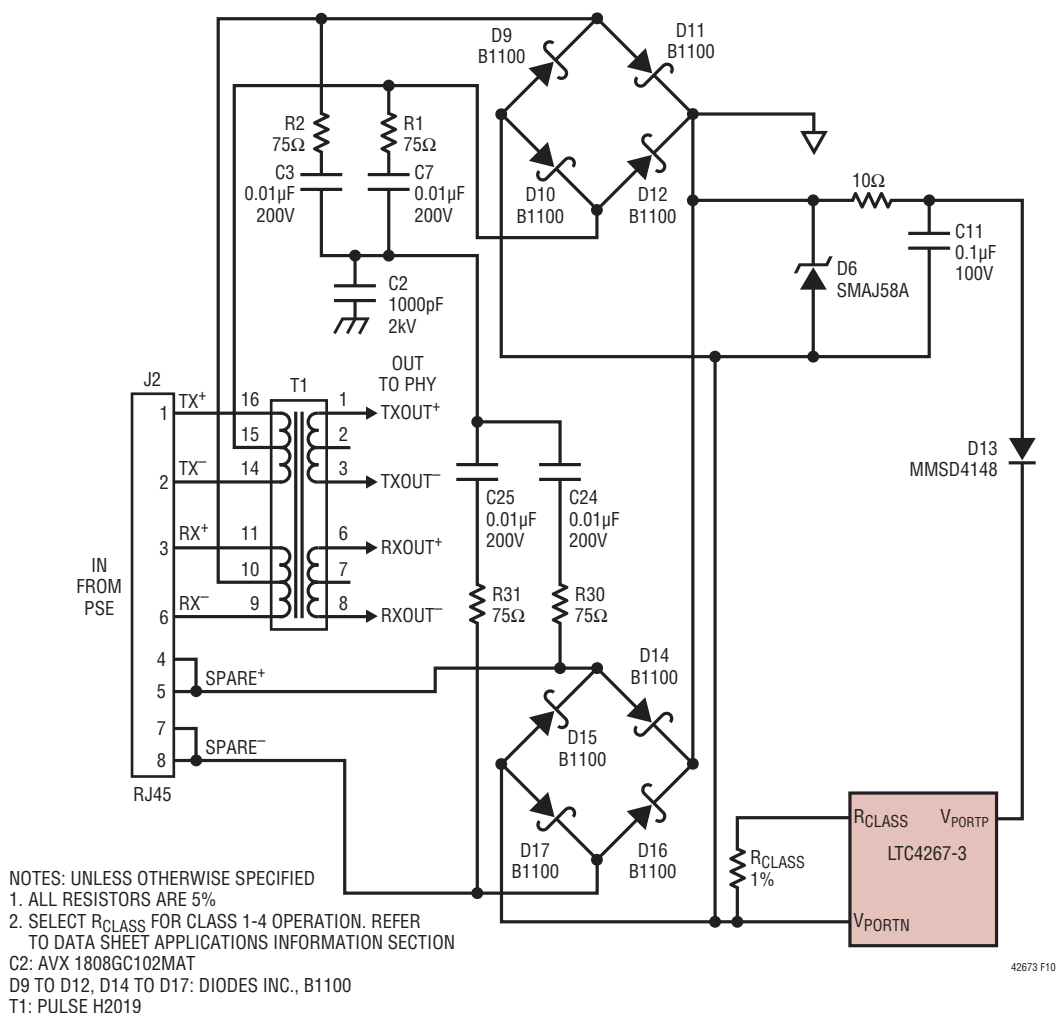 D9
B1100
D11
B1100
R2
75Ω
R1
75Ω
C3
0.01µF
200V
C7
0.01µF
200V
D10
B1100
D12
B1100
10Ω
C11
0.1µF
100V
D6
SMAJ58A
C2
1000pF
2kV
J2
T1
OUT
TO PHY
1
TX+
16
1
TXOUT+
15
2
2
TX–
14
3
TXOUT–
3
RX+
11
6
RXOUT+
10
7
6
RX–
9
8
RXOUT–
IN
FROM
PSE
4
5
SPARE+
7
8
SPARE–
RJ45
C25
0.01µF
200V
C24
0.01µF
200V
R31
75Ω
R30
75Ω
D13
MMSD4148
D14
B1100
D15
B1100
D17
B1100
D16
B1100
RCLASS
1%
RCLASS
VPORTP
LTC4267-3
VPORTN
NOTES: UNLESS OTHERWISE SPECIFIED
1. ALL RESISTORS ARE 5%
2. SELECT RCLASS FOR CLASS 1-4 OPERATION. REFER
TO DATA SHEET APPLICATIONS INFORMATION SECTION
C2: AVX 1808GC102MAT
D9 TO D12, D14 TO D17: DIODES INC., B1100
T1: PULSE H2019
42673 F10